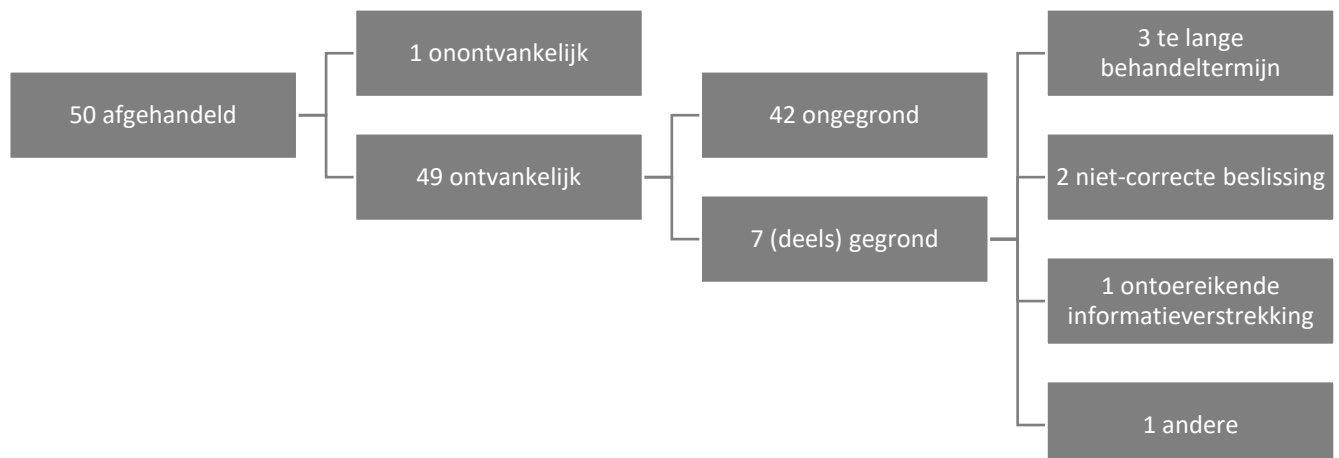 50 afgehandeld
1 onontvankelijk
49 ontvankelijk
42 ongegrond
7 (deels) gegrond
3 te lange
behandeltermijn
2 niet-correcte beslissing
1 ontoereikende
informatieverstrekking
1 andere